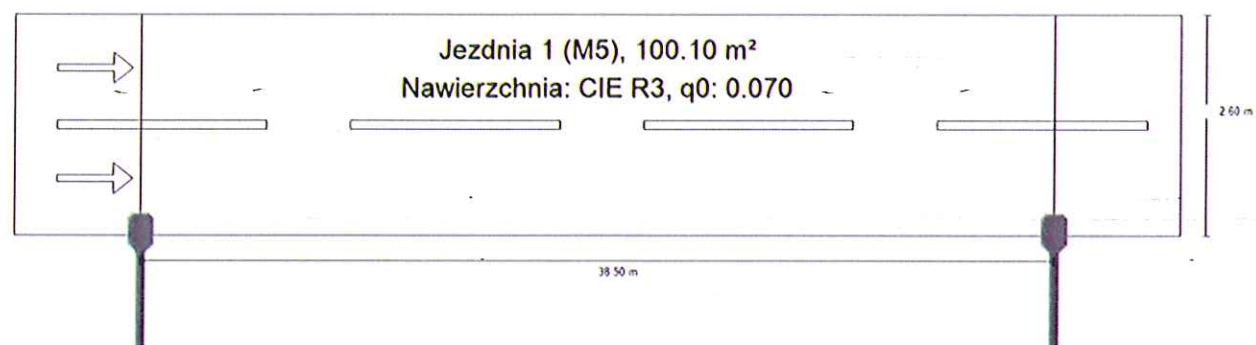 Jezdnia 1 (M5), 100.10 m²
Nawierzchnia: CIE R3, q0: 0.070
2.60 m
38.50 m